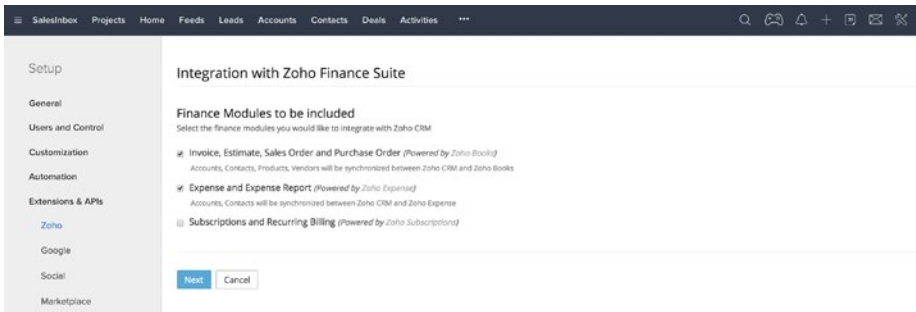 SalesInbox Projects Home Feeds Leads Accounts Contacts Deals Activities •••
Setup
General
Users and Control
Customization
Automation
Extensions & APIs
Zoho
Google
Social
Marketplace
Integration with Zoho Finance Suite
Finance Modules to be included
Select the finance modules you would like to integrate with Zoho CRM
Invoice, Estimate, Sales Order and Purchase Order (Powered by Zoho Books)
Accounts, Contacts, Products, Vendors will be synchronized between Zoho CRM and Zoho Books
Expense and Expense Report (Powered by Zoho Expense)
Accounts, Contacts will be synchronized between Zoho CRM and Zoho Expense
Subscriptions and Recurring Billing (Powered by Zoho Subscriptions)
Next Cancel